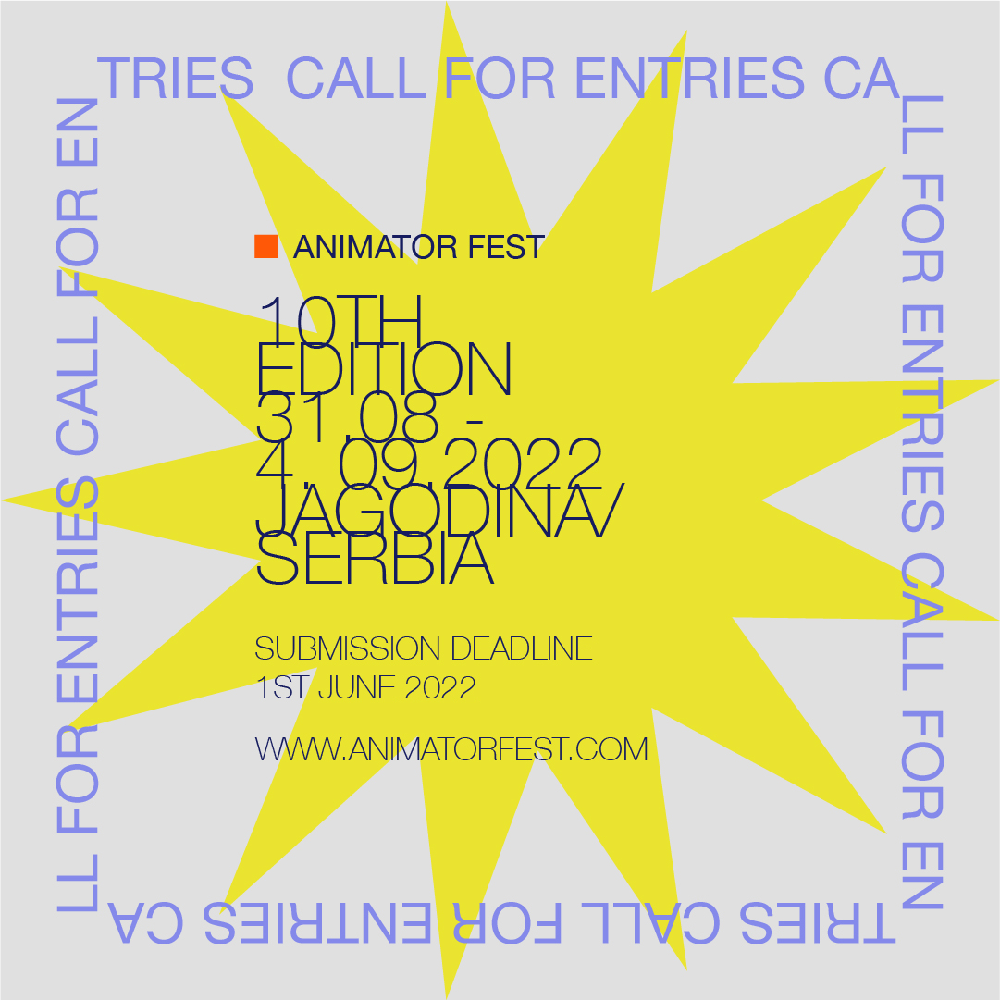 TRIES CALL FOR ENTRIES CA
LL FOR ENTRIES CALL FOR EN
TRIES CALL FOR ENTRIES CA
LL FOR ENTRIES CALL FOR EN
ANIMATOR FEST
10TH
EDITION
31.08 -
4. 09.2022
JAGODINA/
SERBIA
SUBMISSION DEADLINE
1ST JUNE 2022
WWW.ANIMATORFEST.COM